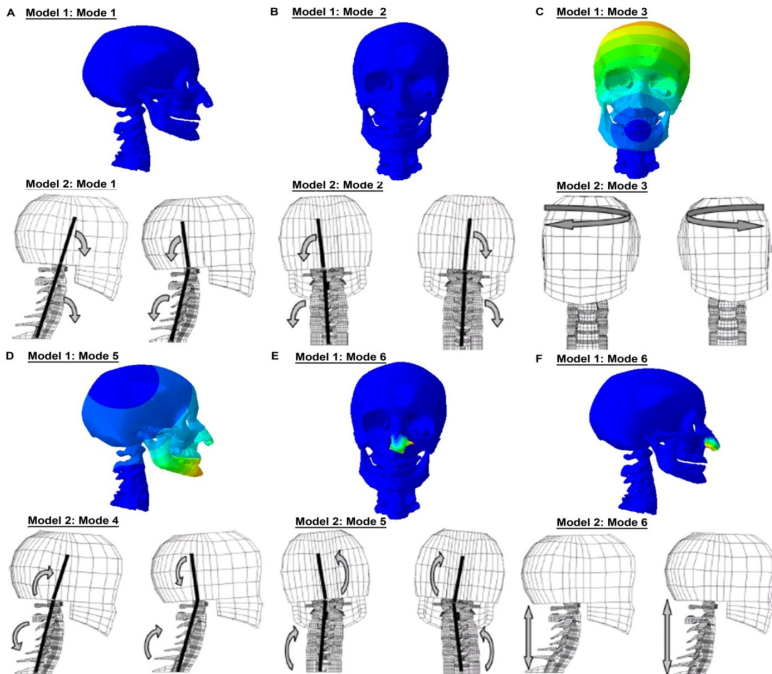 A Model 1: Mode 1
B Model 1: Mode 2
C Model 1: Mode 3
Model 2: Mode 1
Model 2: Mode 2
Model 2: Mode 3
D Model 1: Mode 5
E Model 1: Mode 6
F Model 1: Mode 6
Model 2: Mode 4
Model 2: Mode 5
Model 2: Mode 6